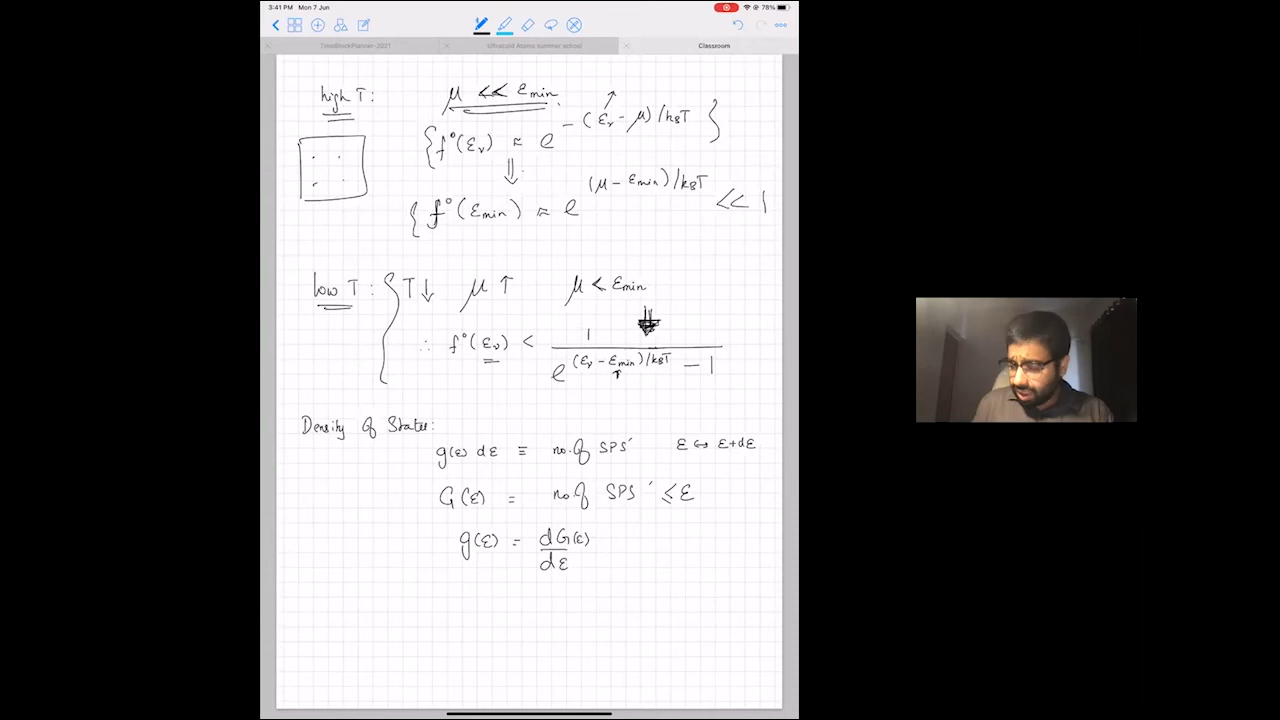 3:41 PM Mon 7 Jun 78%
TimeBlockPlanner-2021 Ultracold Atoms summer school Classroom
high T: μ << ε_min
{ f°(ε_ν) ≈ e^{-(ε_ν - μ)/k_BT} }
⇓
{ f°(ε_min) ≈ e^{(μ - ε_min)/k_BT} << 1
low T : { T↓ μ↑ μ < ε_min
∴ f°(ε_ν) < 1 / (e^{(ε_ν - ε_min)/k_BT} - 1)
Density of States:
g(ε) dε ≡ no. of SPS' ε ↔ ε+dε
G(ε) = no. of SPS' ≤ ε
g(ε) = dG(ε)/dε